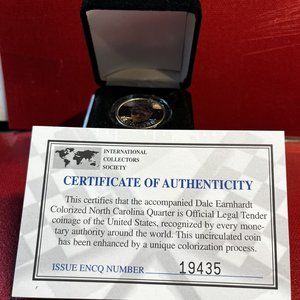 INTERNATIONAL
COLLECTORS
SOCIETY
CERTIFICATE OF AUTHENTICITY
This certifies that the accompanied Dale Earnhardt
Colorized North Carolina Quarter is Official Legal Tender
coinage of the United States, recognized by every mone-
tary authority around the world. This uncirculated coin
has been enhanced by a unique colorization process.
ISSUE ENCQ NUMBER 19435